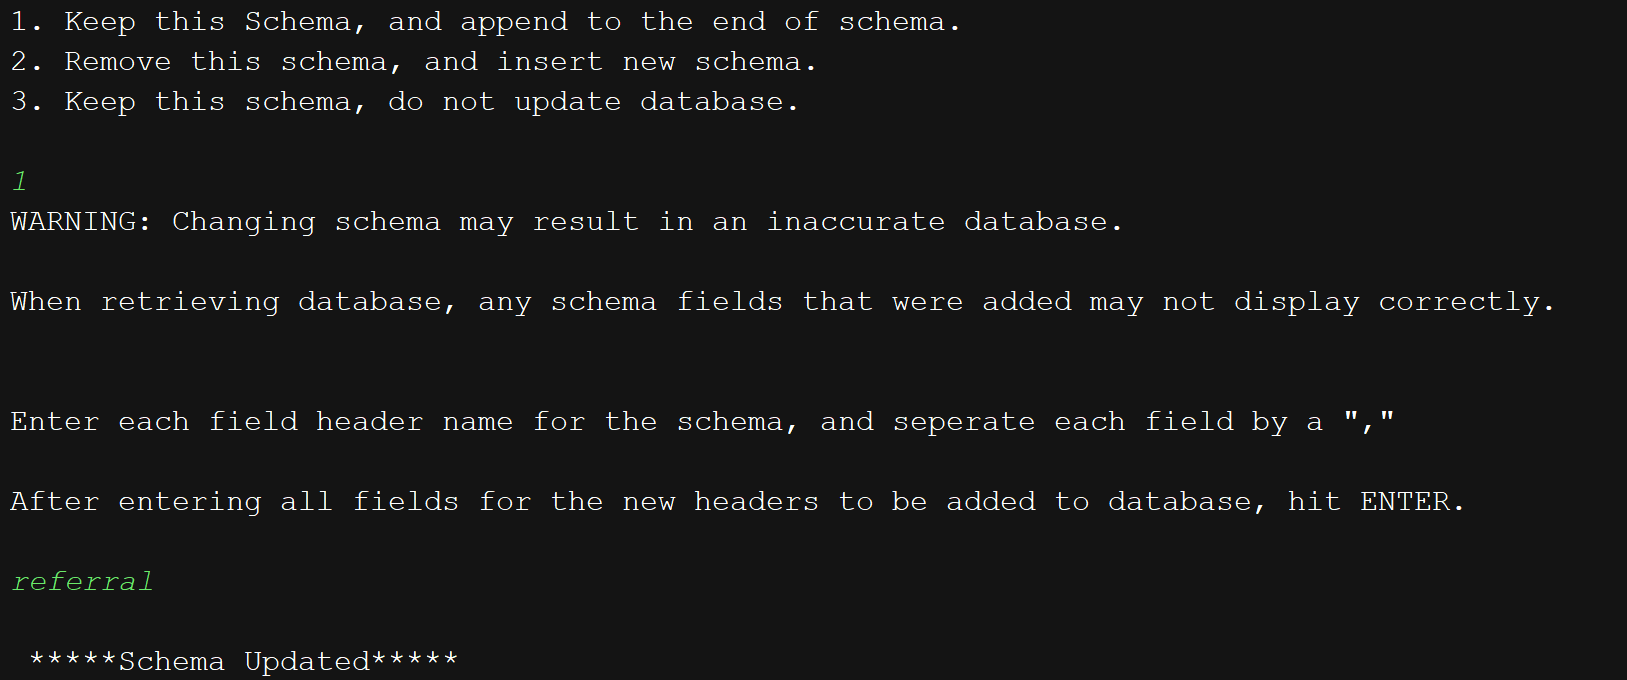 1. Keep this Schema, and append to the end of schema.
2. Remove this schema, and insert new schema.
3. Keep this schema, do not update database.
1
WARNING: Changing schema may result in an inaccurate database.
When retrieving database, any schema fields that were added may not display correctly.
Enter each field header name for the schema, and seperate each field by a ","
After entering all fields for the new headers to be added to database, hit ENTER.
referral
*****Schema Updated*****